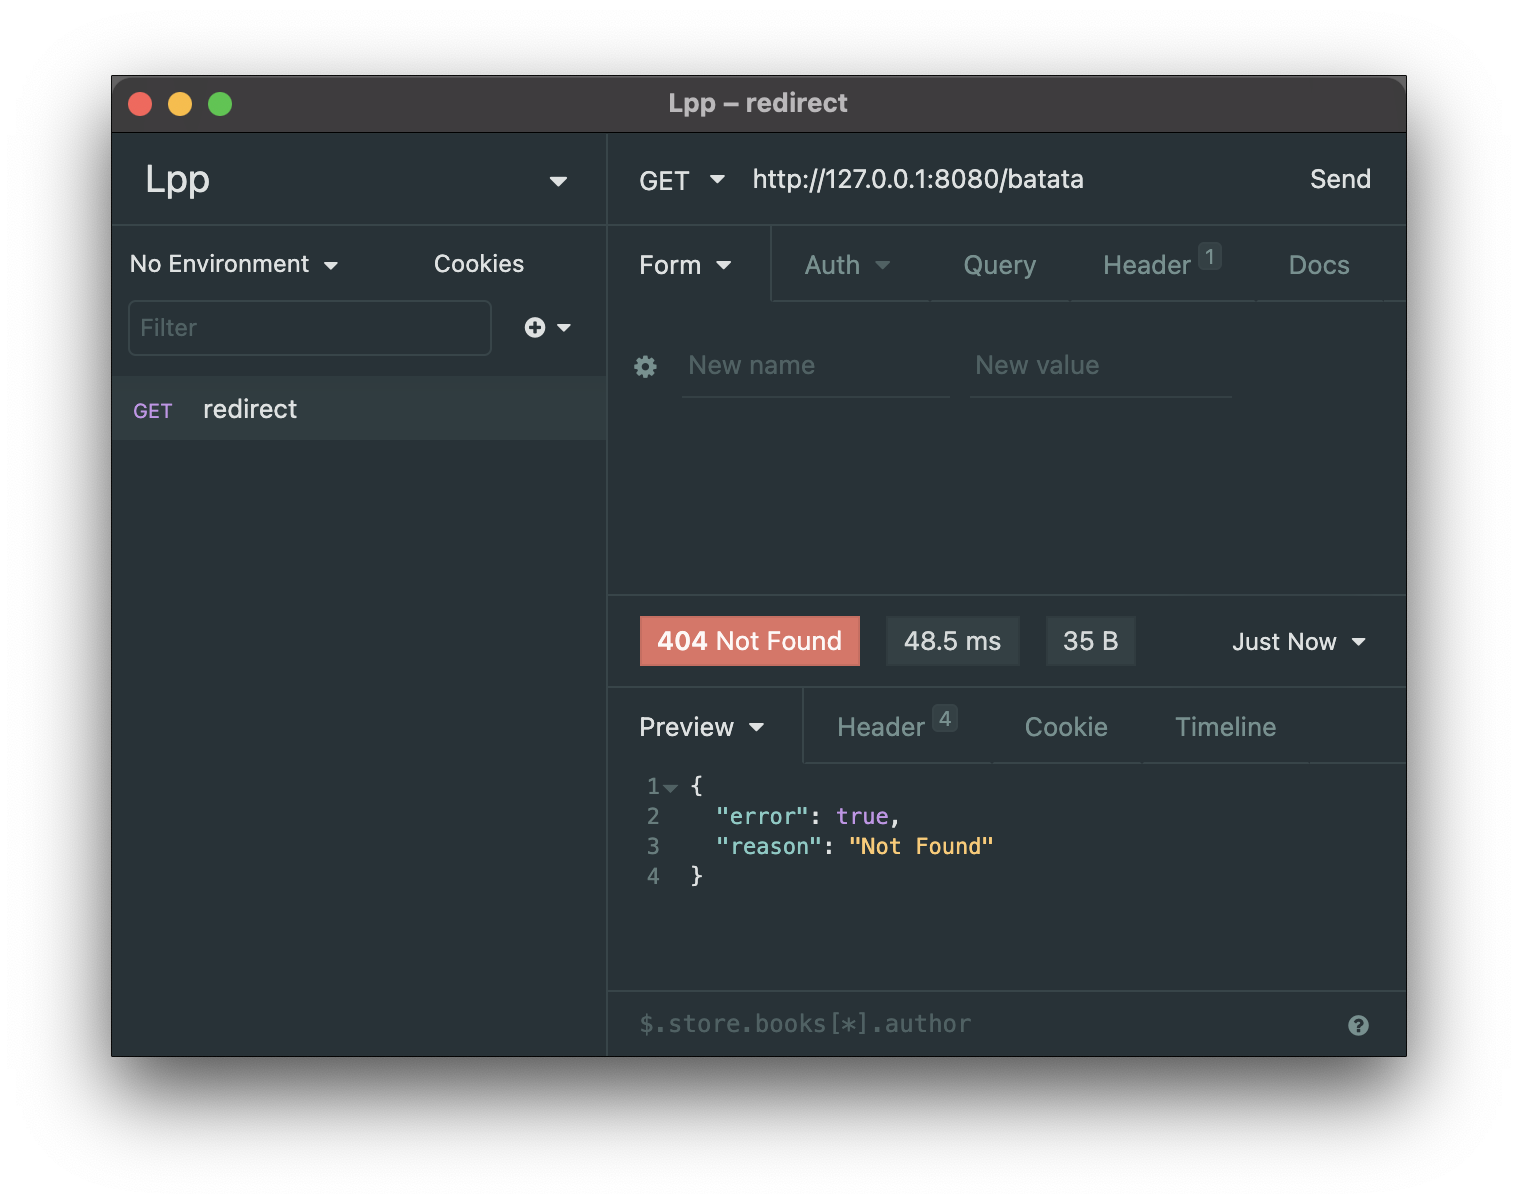 Lpp – redirect
Lpp
GET http://127.0.0.1:8080/batata Send
No Environment Cookies
Form Auth Query Header 1 Docs
Filter
New name New value
GET redirect
404 Not Found 48.5 ms 35 B Just Now
Preview Header 4 Cookie Timeline
1 {
2 "error": true,
3 "reason": "Not Found"
4 }
$.store.books[*].author